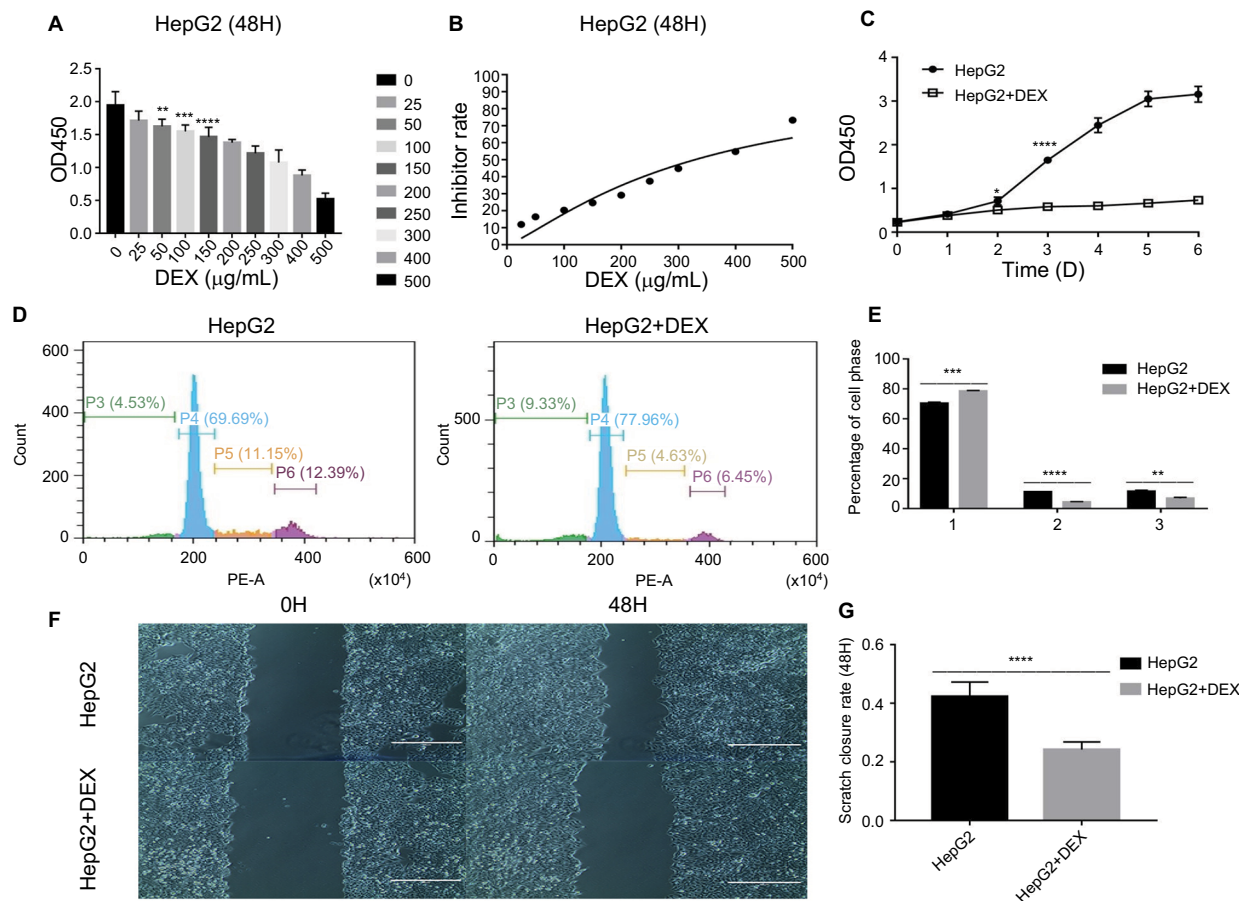 A
HepG2 (48H)
OD450
2.5
2.0
1.5
1.0
0.5
0.0
** *** ****
0 25 50 100 150 200 250 300 400 500
DEX (μg/mL)
0
25
50
100
150
200
250
300
400
500
B
HepG2 (48H)
Inhibitor rate
100
90
80
70
60
50
40
30
20
10
0
0 100 200 300 400 500
DEX (μg/mL)
C
HepG2
HepG2+DEX
OD450
4
3
2
1
0
* ****
0 1 2 3 4 5 6
Time (D)
D
HepG2
Count
600
400
200
0
P3 (4.53%)
P4 (69.69%)
P5 (11.15%)
P6 (12.39%)
0 200 400 600
PE-A
(x10⁴)
HepG2+DEX
Count
500
0
P3 (9.33%)
P4 (77.96%)
P5 (4.63%)
P6 (6.45%)
0 200 400 600
PE-A
(x10⁴)
E
Percentage of cell phase
100
80
60
40
20
0
*** **** **
1 2 3
HepG2
HepG2+DEX
F
0H 48H
HepG2
HepG2+DEX
G
Scratch closure rate (48H)
0.6
0.4
0.2
0.0
****
HepG2
HepG2+DEX
HepG2
HepG2+DEX